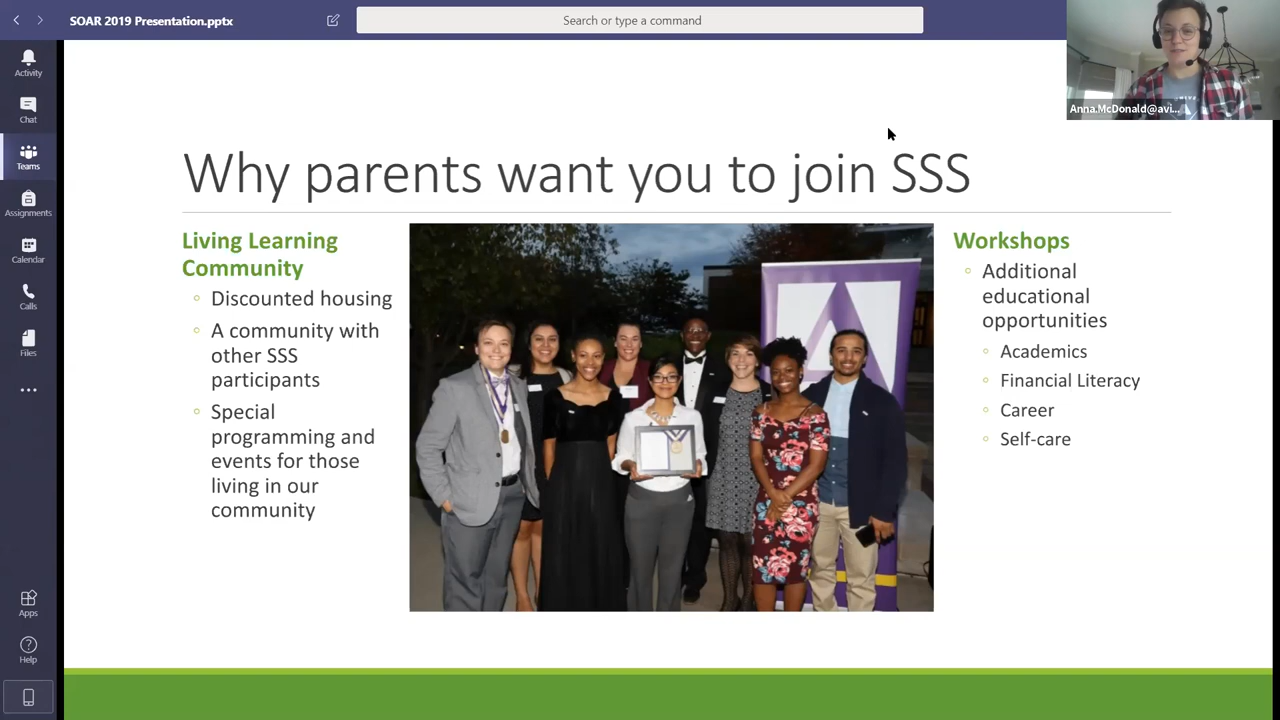 SOAR 2019 Presentation.pptx
Search or type a command
Activity
Chat
Teams
Assignments
Calendar
Calls
Files
Apps
Help
Anna.McDonald@avi...
Why parents want you to join SSS
Living Learning
Community
Discounted housing
A community with
other SSS
participants
Special
programming and
events for those
living in our
community
Workshops
Additional
educational
opportunities
Academics
Financial Literacy
Career
Self-care